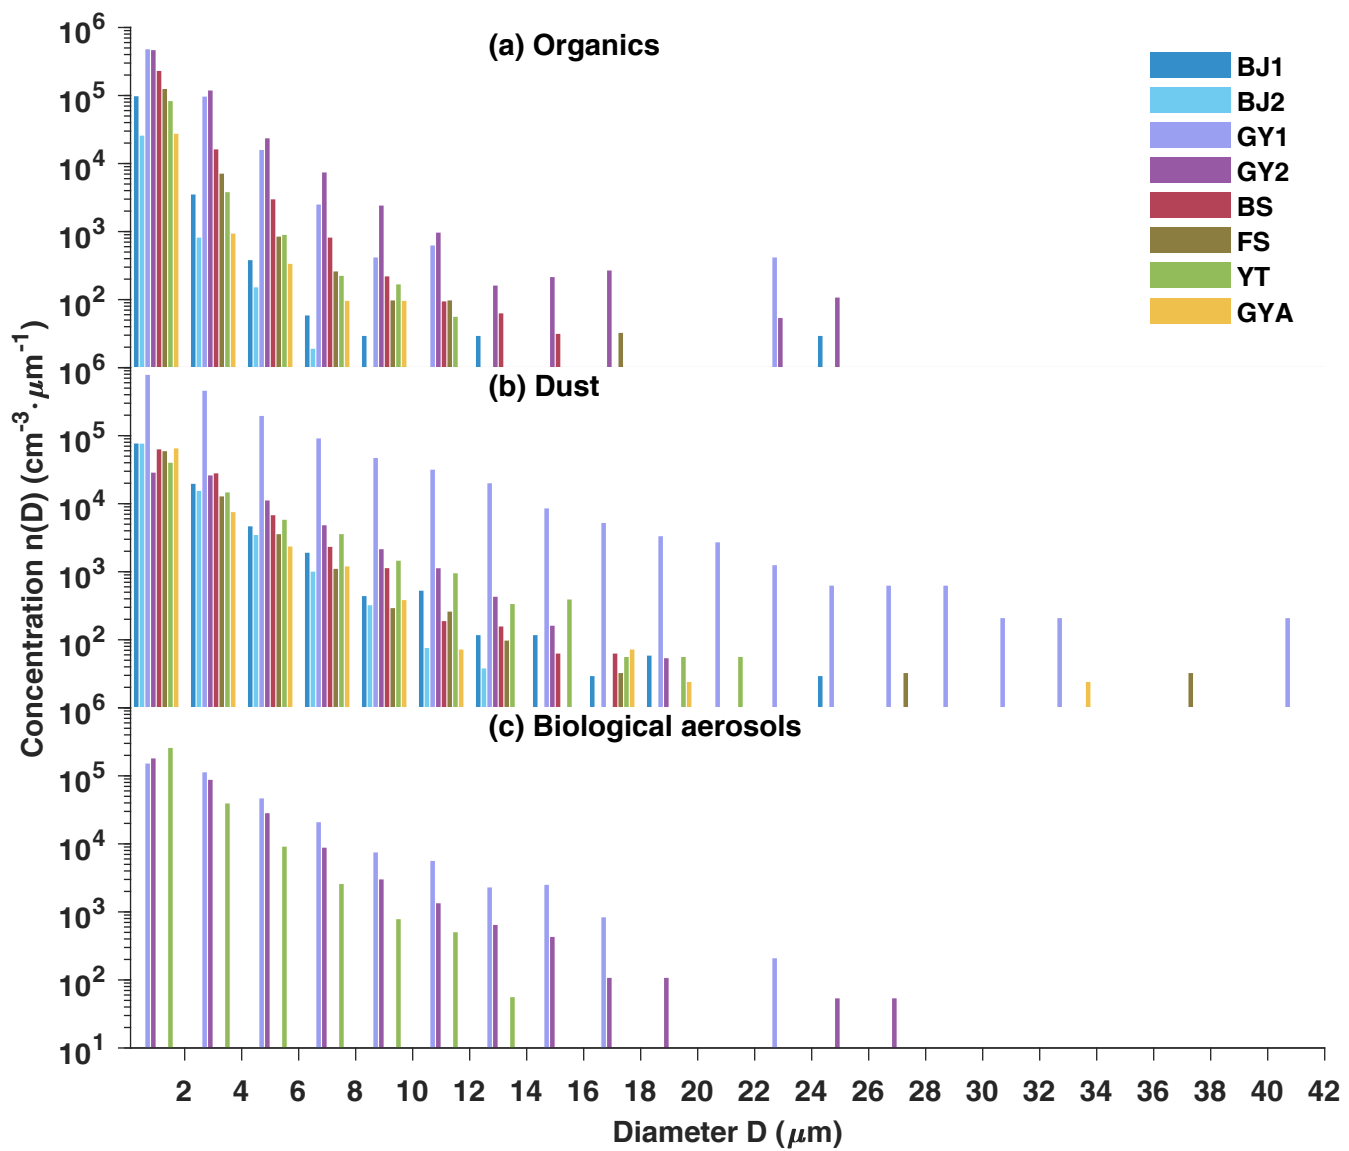 (a) Organics
BJ1
BJ2
GY1
GY2
BS
FS
YT
GYA
10^6
10^5
10^4
10^3
10^2
10^6
(b) Dust
10^5
10^4
10^3
10^2
10^6
(c) Biological aerosols
10^5
10^4
10^3
10^2
10^1
Concentration n(D) (cm^-3·μm^-1)
2 4 6 8 10 12 14 16 18 20 22 24 26 28 30 32 34 36 38 40 42
Diameter D (μm)